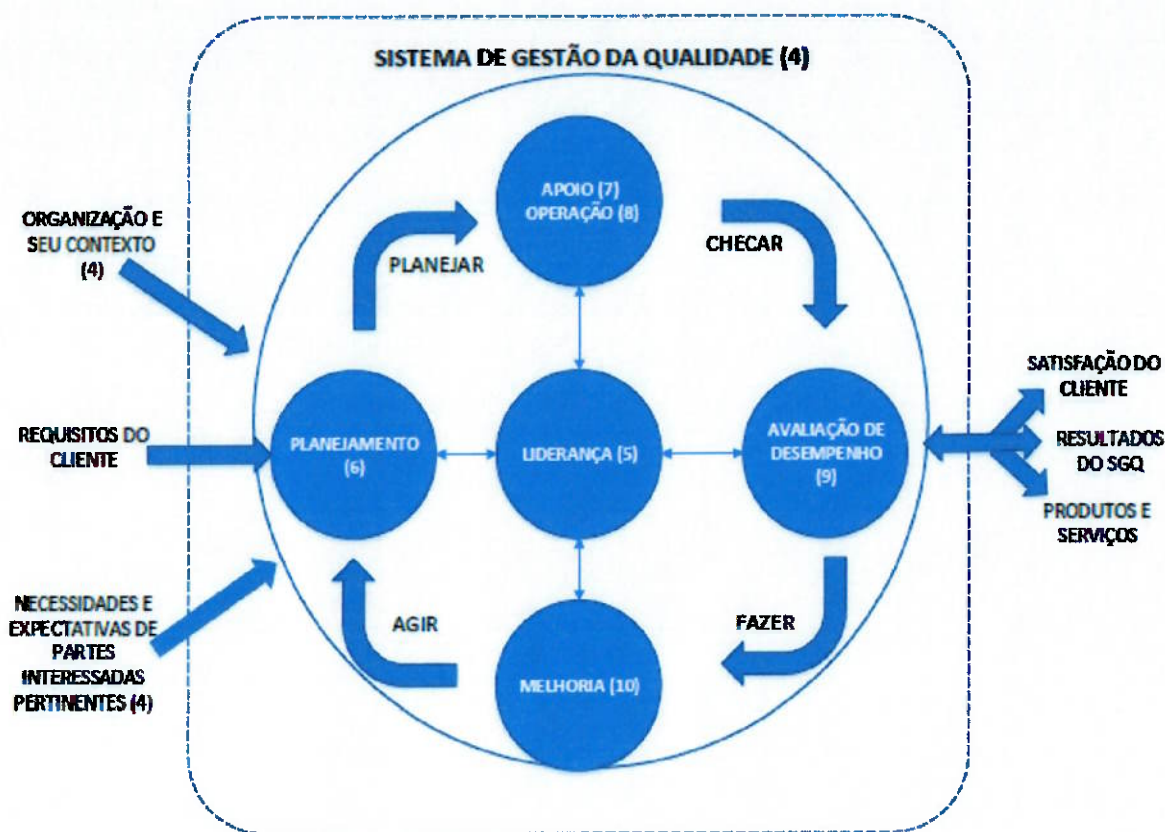 SISTEMA DE GESTÃO DA QUALIDADE (4)
APOIO (7)
OPERAÇÃO (8)
ORGANIZAÇÃO E
SEU CONTEXTO
(4)
PLANEJAR
CHECAR
REQUISITOS DO
CLIENTE
PLANEJAMENTO
(6)
LIDERANÇA (5)
AVALIAÇÃO DE
DESEMPENHO
(9)
SATISFAÇÃO DO
CLIENTE
RESULTADOS
DO SGQ
PRODUTOS E
SERVIÇOS
NECESSIDADES E
EXPECTATIVAS DE
PARTES
INTERESSADAS
PERTINENTES (4)
AGIR
FAZER
MELHORIA (10)